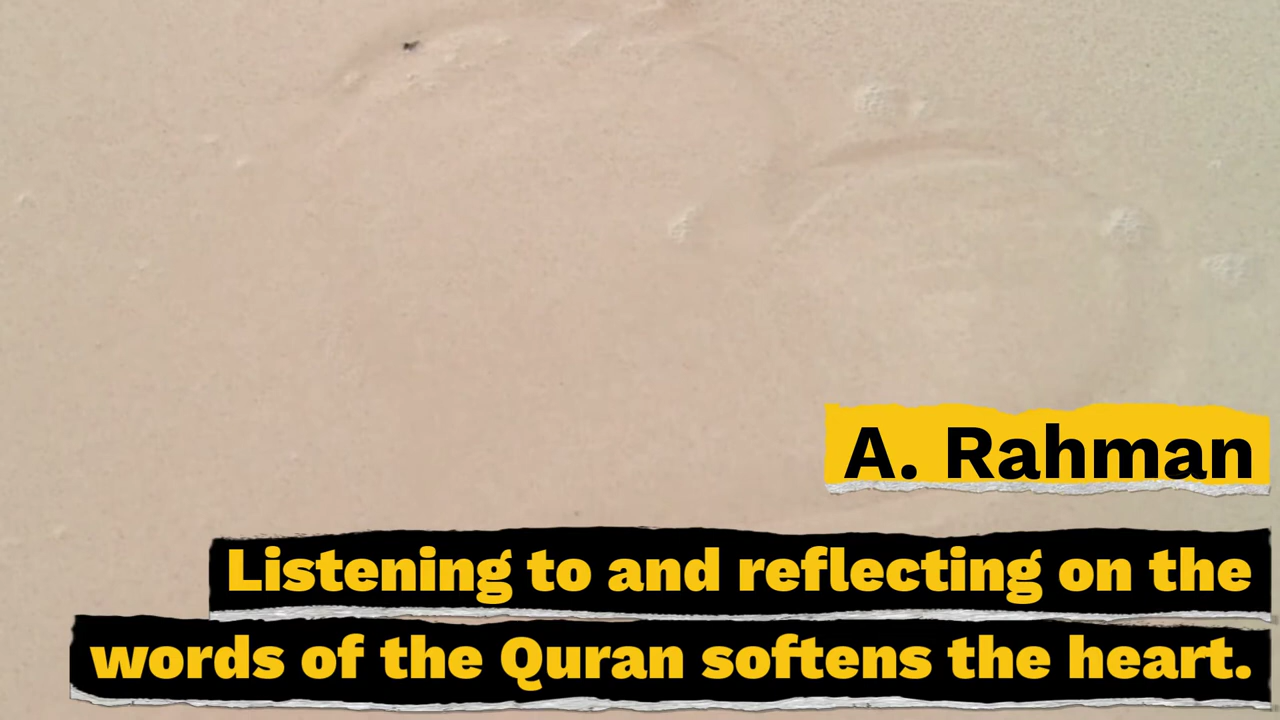 A. Rahman
Listening to and reflecting on the
words of the Quran softens the heart.